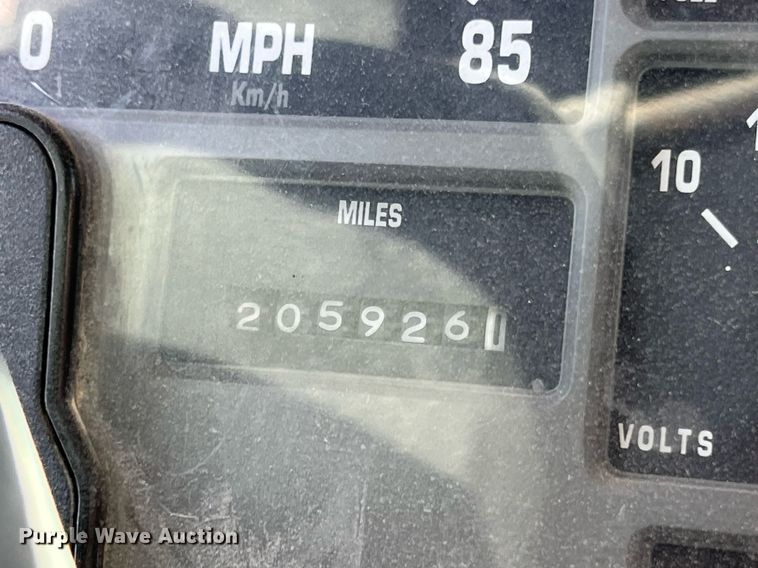 0 MPH 85
Km/h
10
MILES
205926
VOLTS
Purple Wave Auction